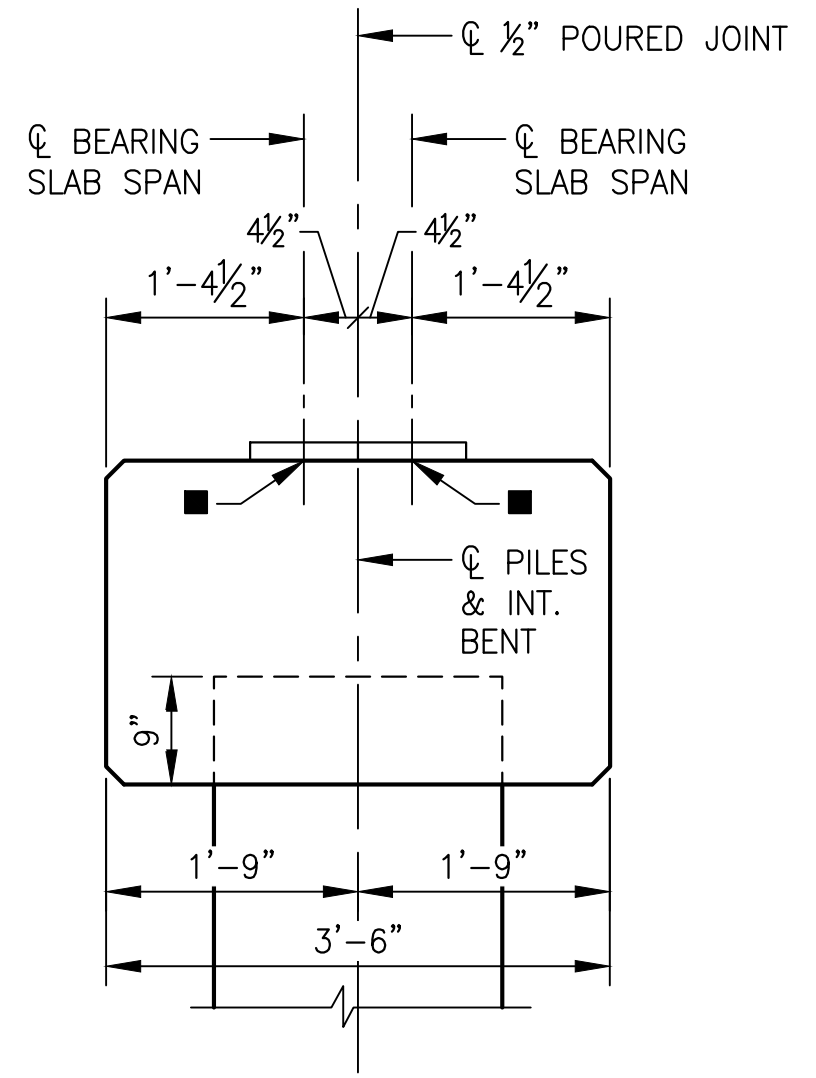 ℄ ½" POURED JOINT
℄ BEARING
SLAB SPAN
℄ BEARING
SLAB SPAN
4½" 4½"
1'-4½" 1'-4½"
℄ PILES
& INT.
BENT
9"
1'-9" 1'-9"
3'-6"